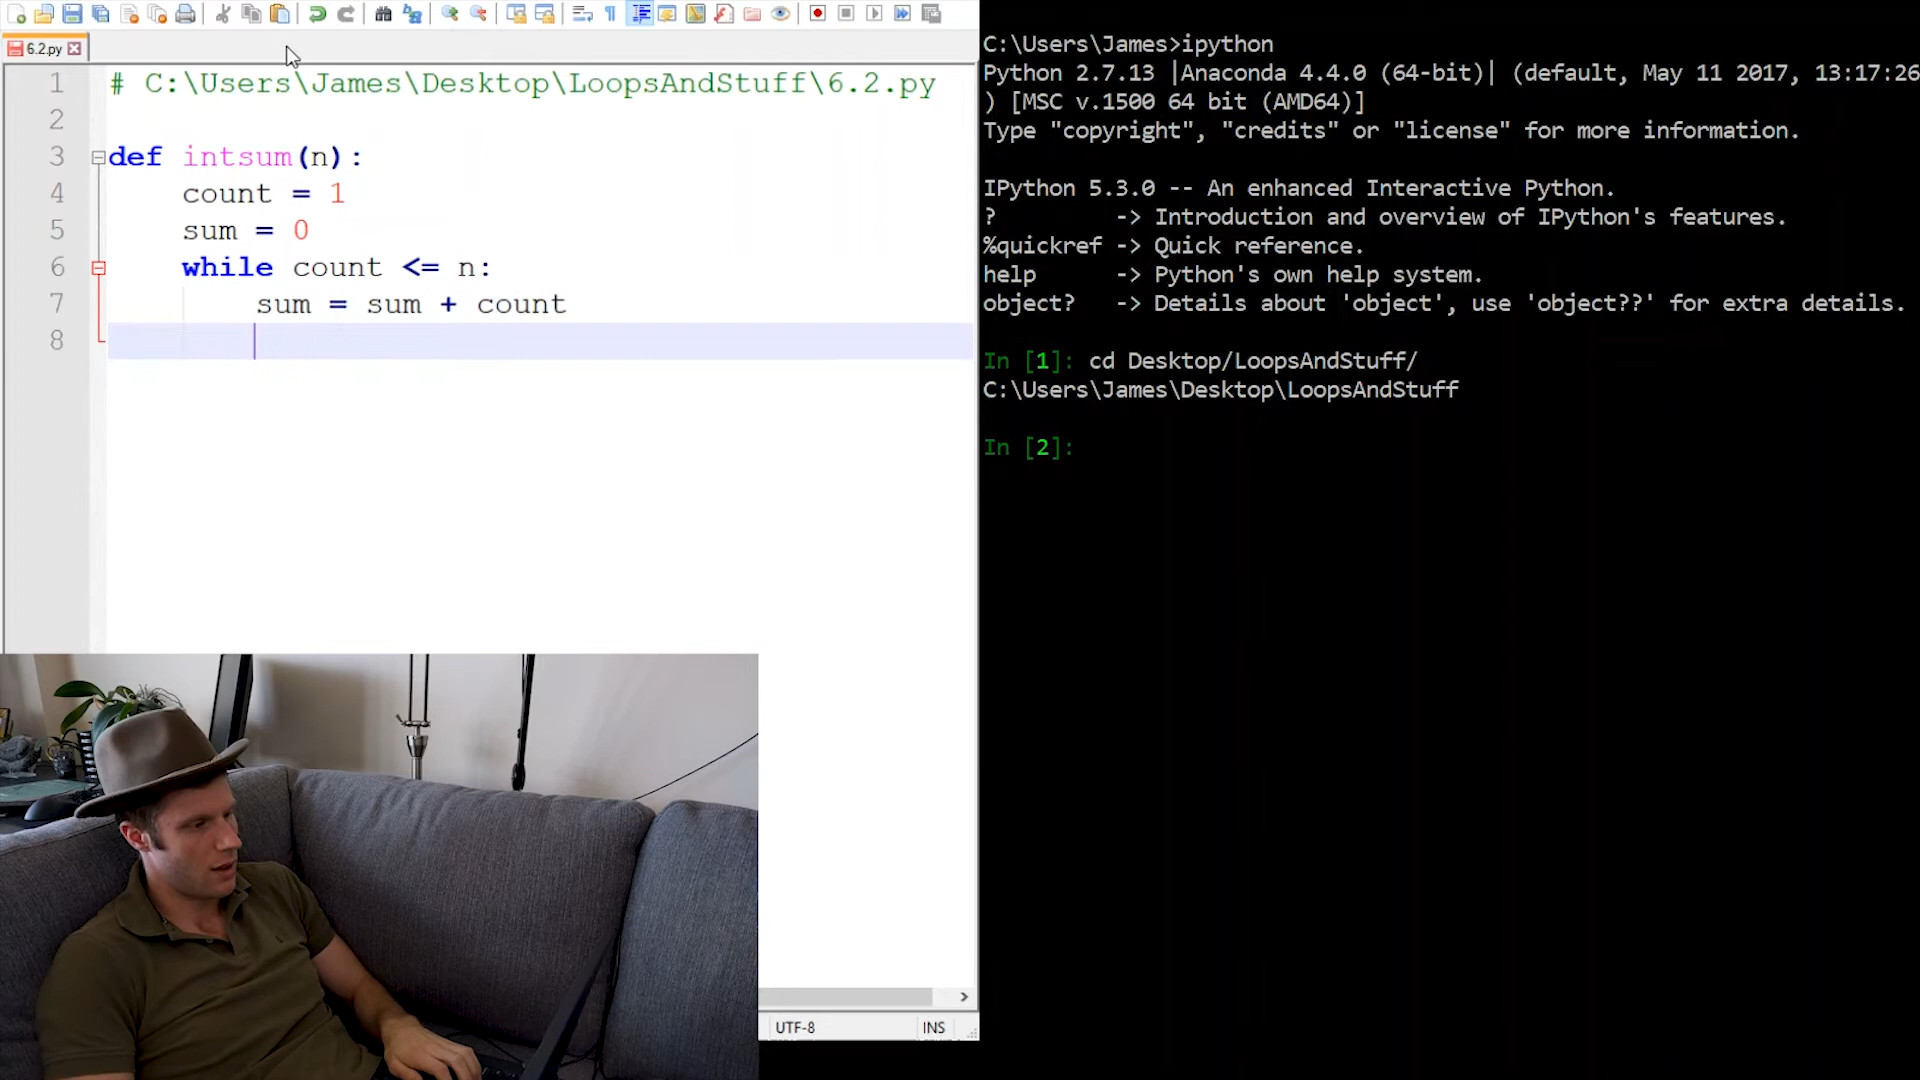 6.2.py
1 # C:\Users\James\Desktop\LoopsAndStuff\6.2.py
2
3 def intsum(n):
4 count = 1
5 sum = 0
6 while count <= n:
7 sum = sum + count
8
UTF-8 INS
C:\Users\James>ipython
Python 2.7.13 |Anaconda 4.4.0 (64-bit)| (default, May 11 2017, 13:17:26
) [MSC v.1500 64 bit (AMD64)]
Type "copyright", "credits" or "license" for more information.
IPython 5.3.0 -- An enhanced Interactive Python.
? -> Introduction and overview of IPython's features.
%quickref -> Quick reference.
help -> Python's own help system.
object? -> Details about 'object', use 'object??' for extra details.
In [1]: cd Desktop/LoopsAndStuff/
C:\Users\James\Desktop\LoopsAndStuff
In [2]: